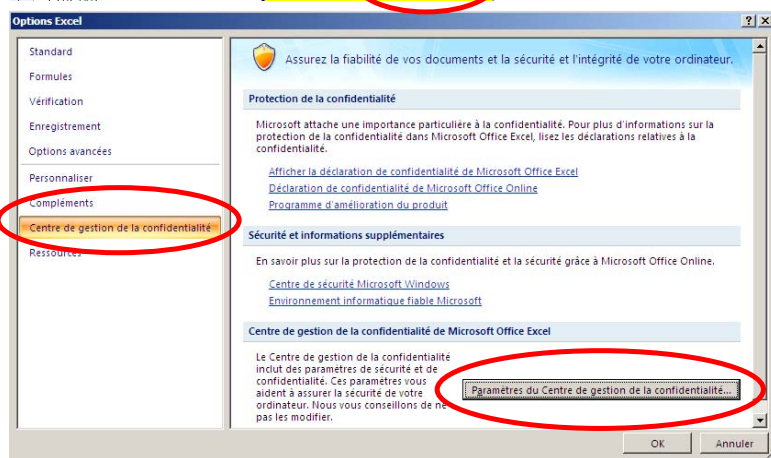 Options Excel
Standard
Formules
Vérification
Enregistrement
Options avancées
Personnaliser
Compléments
Centre de gestion de la confidentialité
Ressources
Assurez la fiabilité de vos documents et la sécurité et l'intégrité de votre ordinateur.
Protection de la confidentialité
Microsoft attache une importance particulière à la confidentialité. Pour plus d'informations sur la
protection de la confidentialité dans Microsoft Office Excel, lisez les déclarations relatives à la
confidentialité.
Afficher la déclaration de confidentialité de Microsoft Office Excel
Déclaration de confidentialité de Microsoft Office Online
Programme d'amélioration du produit
Sécurité et informations supplémentaires
En savoir plus sur la protection de la confidentialité et la sécurité grâce à Microsoft Office Online.
Centre de sécurité Microsoft Windows
Environnement informatique fiable Microsoft
Centre de gestion de la confidentialité de Microsoft Office Excel
Le Centre de gestion de la confidentialité
inclut des paramètres de sécurité et de
confidentialité. Ces paramètres vous
aident à assurer la sécurité de votre
ordinateur. Nous vous conseillons de ne
pas les modifier.
Paramètres du Centre de gestion de la confidentialité...
OK
Annuler